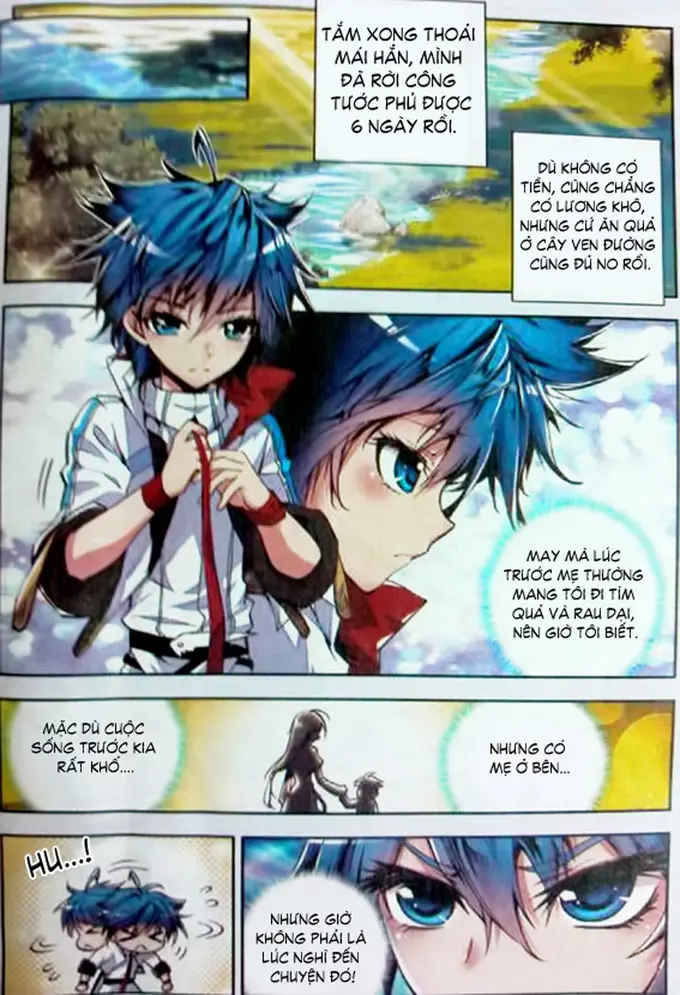 TẮM XONG THOẢI
MÁI HẲN, MÌNH
ĐÃ RỜI CÔNG
TƯỚC PHỦ ĐƯỢC
6 NGÀY RỒI.
DÙ KHÔNG CÓ
TIỀN, CŨNG CHẲNG
CÓ LƯƠNG KHÔ,
NHƯNG CỨ ĂN QUẢ
Ở CÂY VEN ĐƯỜNG
CŨNG ĐỦ NO RỒI.
MAY MÀ LÚC
TRƯỚC MẸ THƯỜNG
MANG TÔI ĐI TÌM
QUẢ VÀ RAU DẠI,
NÊN GIỜ TÔI BIẾT.
MẶC DÙ CUỘC
SỐNG TRƯỚC KIA
RẤT KHỔ....
NHƯNG CÓ
MẸ Ở BÊN...
HU...!
NHƯNG GIỜ
KHÔNG PHẢI LÀ
LÚC NGHĨ ĐẾN
CHUYỆN ĐÓ!